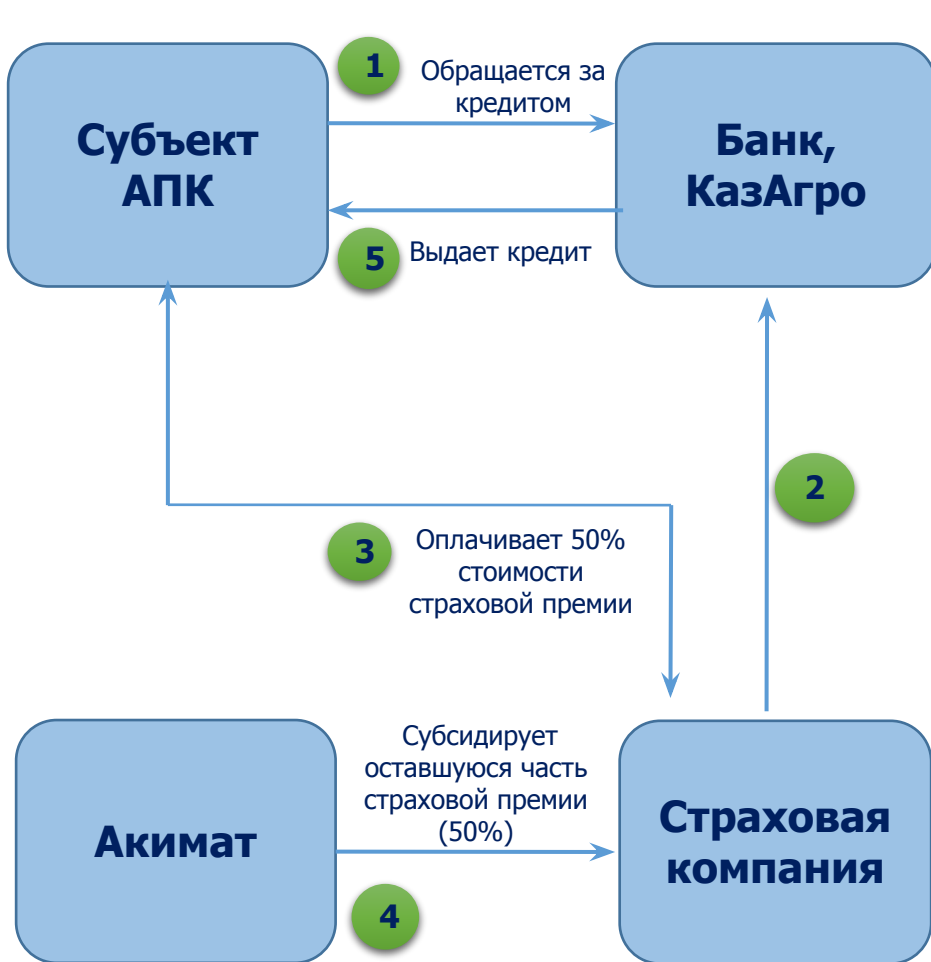 1
Обращается за
кредитом
Субъект
АПК
Банк,
КазАгро
5
Выдает кредит
2
3
Оплачивает 50%
стоимости
страховой премии
Субсидирует
оставшуюся часть
страховой премии
(50%)
Акимат
Страховая
компания
4